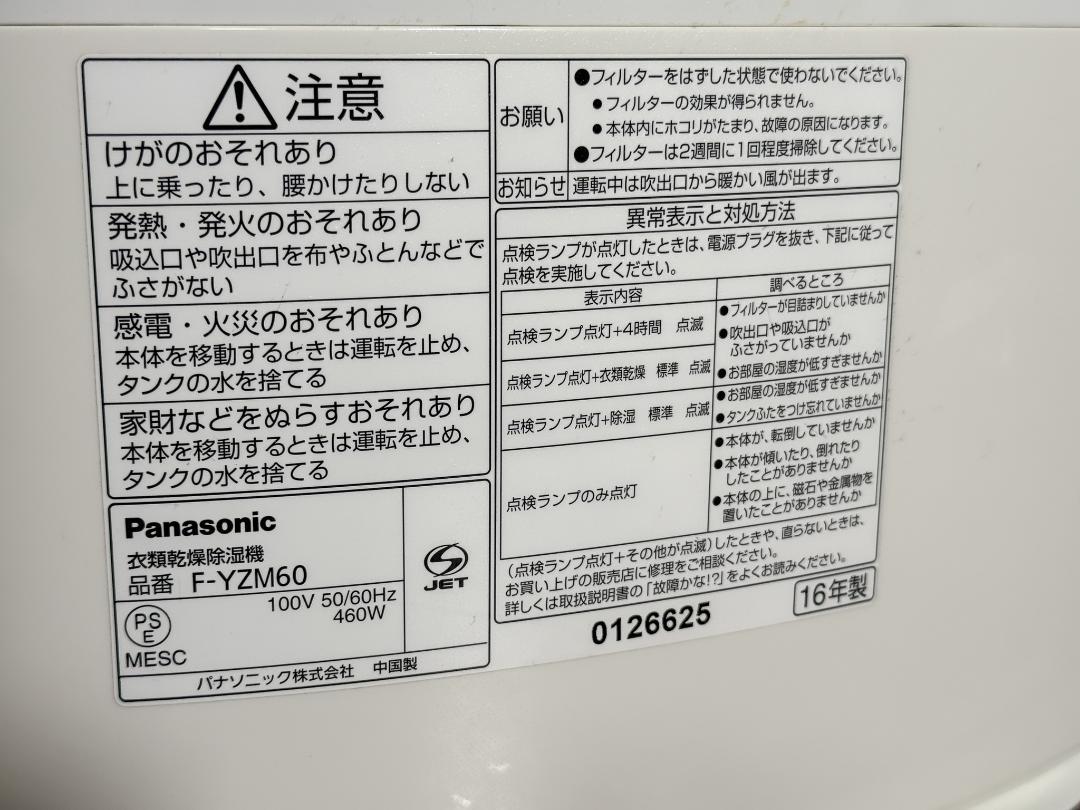 注意
けがのおそれあり
上に乗ったり、腰かけたりしない
発熱・発火のおそれあり
吸込口や吹出口を布やふとんなどで
ふさがない
感電・火災のおそれあり
本体を移動するときは運転を止め、
タンクの水を捨てる
家財などをぬらすおそれあり
本体を移動するときは運転を止め、
タンクの水を捨てる
Panasonic
衣類乾燥除湿機
品番 F-YZM60
100V 50/60Hz
460W
PS
E
MESC
JET
パナソニック株式会社 中国製
お願い
●フィルターをはずした状態で使わないでください。
・フィルターの効果が得られません。
・本体内にホコリがたまり、故障の原因になります。
●フィルターは2週間に1回程度掃除してください。
お知らせ 運転中は吹出口から暖かい風が出ます。
異常表示と対処方法
点検ランプが点灯したときは、電源プラグを抜き、下記に従って
点検を実施してください。
表示内容 調べるところ
点検ランプ点灯+4時間 点滅
点検ランプ点灯+衣類乾燥 標準 点滅
●フィルターが目詰まりしていませんか
●吹出口や吸込口が
ふさがっていませんか
●お部屋の湿度が低すぎませんか
点検ランプ点灯+除湿 標準 点滅
●お部屋の湿度が低すぎませんか
●タンクふたをつけ忘れていませんか
点検ランプのみ点灯
●本体が、転倒していませんか
●本体が傾いたり、倒れたり
したことがありませんか
●本体の上に、磁石や金属物を
置いたことがありませんか
(点検ランプ点灯+その他が点滅)したときや、直らないときは、
お買い上げの販売店に修理をご相談ください。
詳しくは取扱説明書の「故障かな!?」をよくお読みください。
0126625
16年製